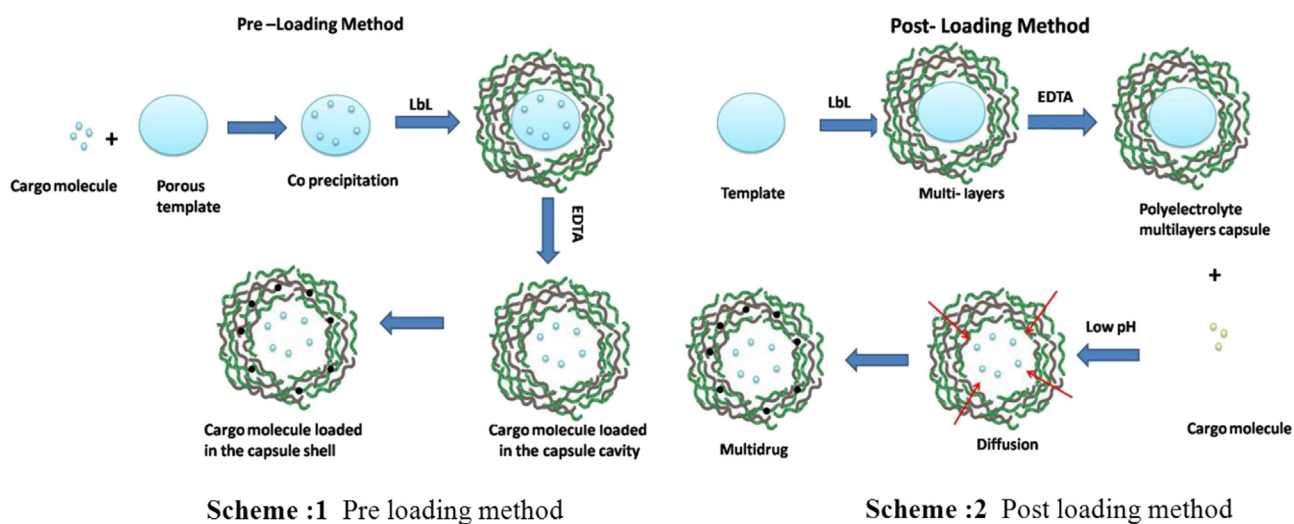 Pre –Loading Method
LbL
+
Cargo molecule
Porous
template
Co precipitation
EDTA
Cargo molecule loaded
in the capsule shell
Cargo molecule loaded
in the capsule cavity
Scheme :1 Pre loading method
Post- Loading Method
LbL
EDTA
Template
Multi- layers
Polyelectrolyte
multilayers capsule
+
Low pH
Cargo molecule
Diffusion
Multidrug
Scheme :2 Post loading method